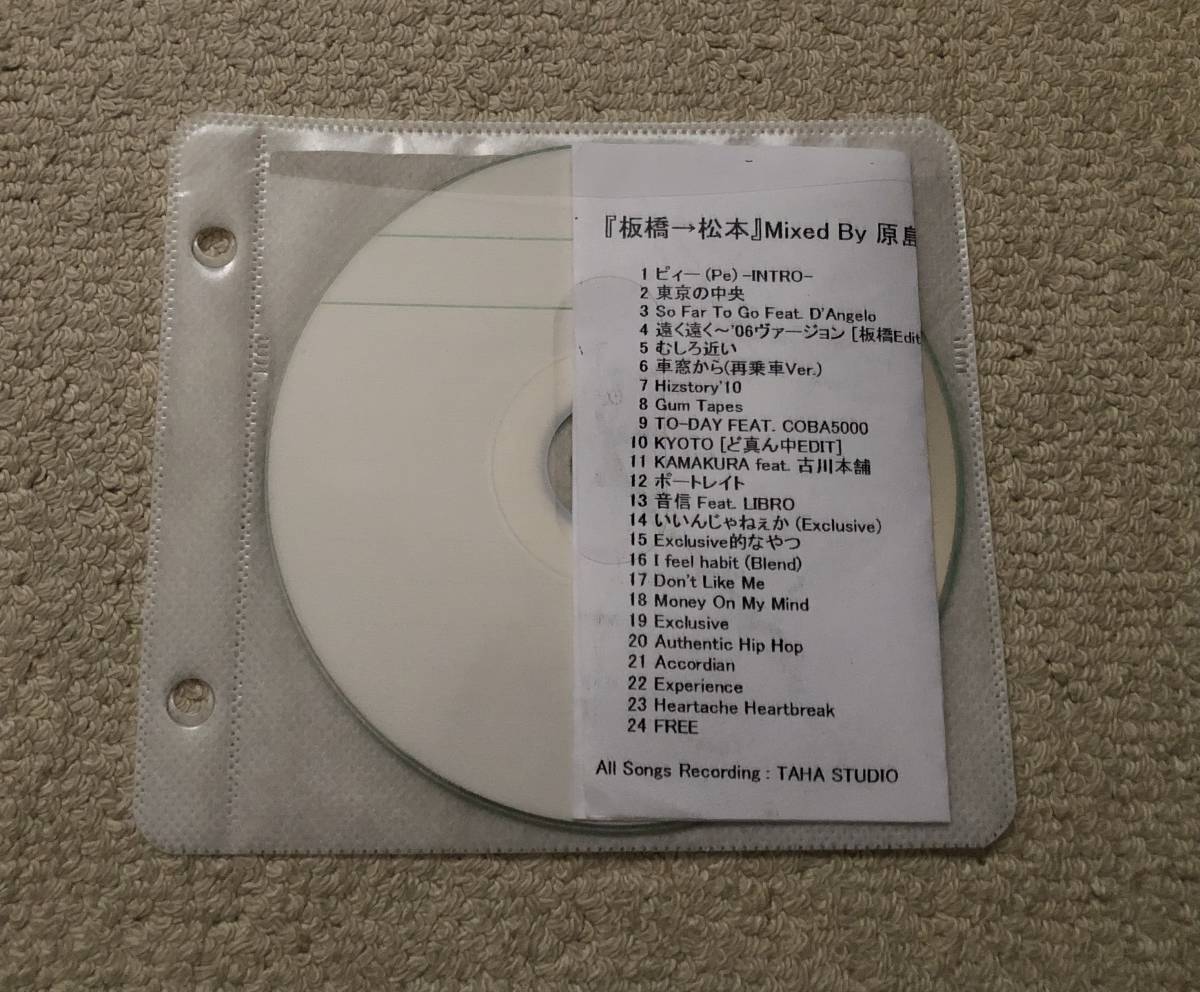 『板橋→松本』Mixed By 原島
1 ピィー (Pe) -INTRO-
2 東京の中央
3 So Far To Go Feat. D'Angelo
4 遠く遠く～'06ヴァージョン [板橋Edit
5 むしろ近い
6 車窓から(再乗車Ver.)
7 Hizstory'10
8 Gum Tapes
9 TO-DAY FEAT. COBA5000
10 KYOTO [ど真ん中EDIT]
11 KAMAKURA feat. 古川本舗
12 ポートレイト
13 音信 Feat. LIBRO
14 いいんじゃねぇか (Exclusive)
15 Exclusive的なやつ
16 I feel habit (Blend)
17 Don't Like Me
18 Money On My Mind
19 Exclusive
20 Authentic Hip Hop
21 Accordian
22 Experience
23 Heartache Heartbreak
24 FREE
All Songs Recording : TAHA STUDIO